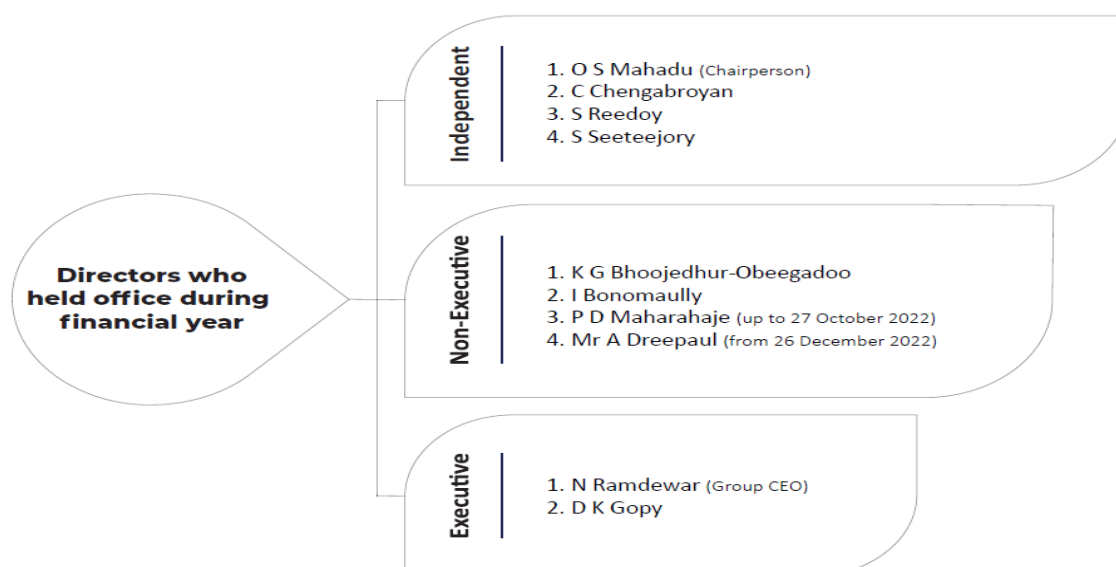 Directors who
held office during
financial year
Independent
1. O S Mahadu (Chairperson)
2. C Chengabroyan
3. S Reedoy
4. S Seeteejory
Non-Executive
1. K G Bhoojedhur-Obeegadoo
2. I Bonomaully
3. P D Maharahaje (up to 27 October 2022)
4. Mr A Dreepaul (from 26 December 2022)
Executive
1. N Ramdewar (Group CEO)
2. D K Gopy